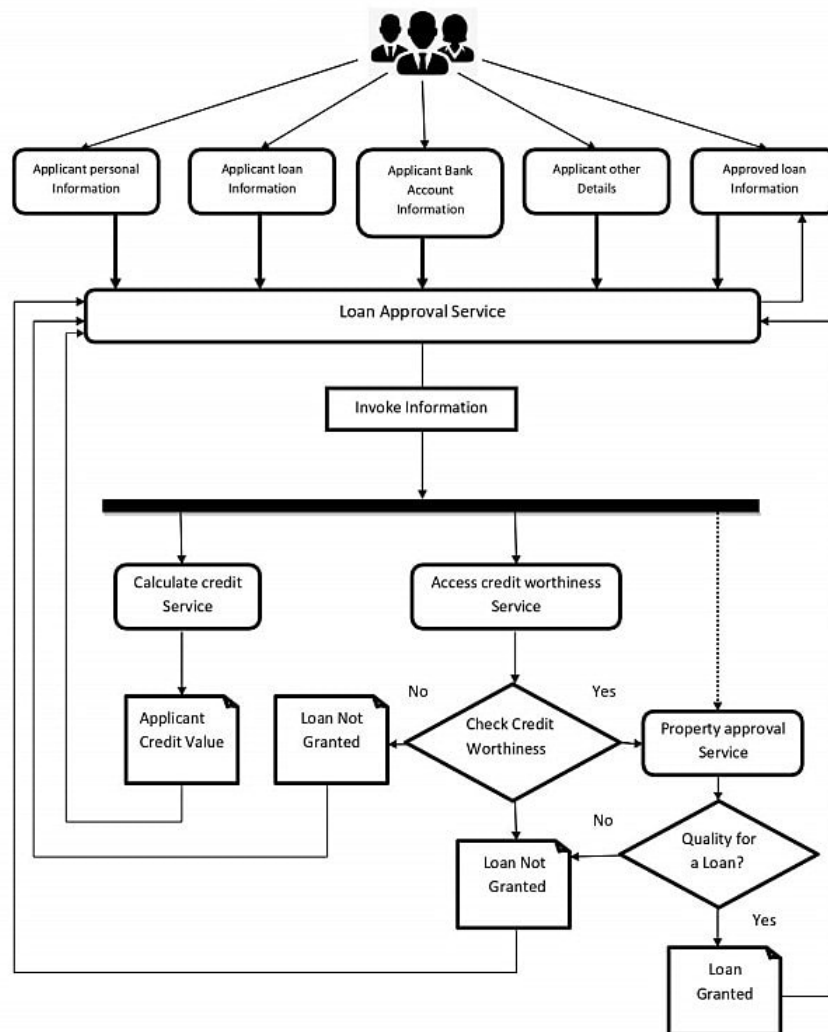 Applicant personal
Information
Applicant loan
Information
Applicant Bank
Account
Information
Applicant other
Details
Approved loan
Information
Loan Approval Service
Invoke Information
Calculate credit
Service
Access credit worthiness
Service
No
Yes
Applicant
Credit Value
Loan Not
Granted
Check Credit
Worthiness
Property approval
Service
No
Loan Not
Granted
Quality for
a Loan?
Yes
Loan
Granted